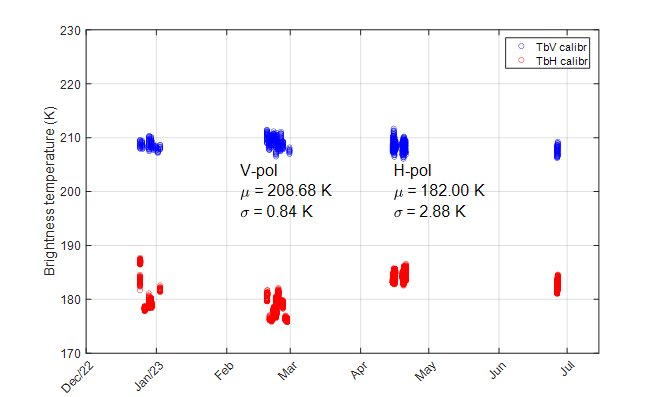 230
220
210
200
190
180
170
Brightness temperature (K)
TbV calibr
TbH calibr
V-pol
μ = 208.68 K
σ = 0.84 K
H-pol
μ = 182.00 K
σ = 2.88 K
Dec/22
Jan/23
Feb
Mar
Apr
May
Jun
Jul